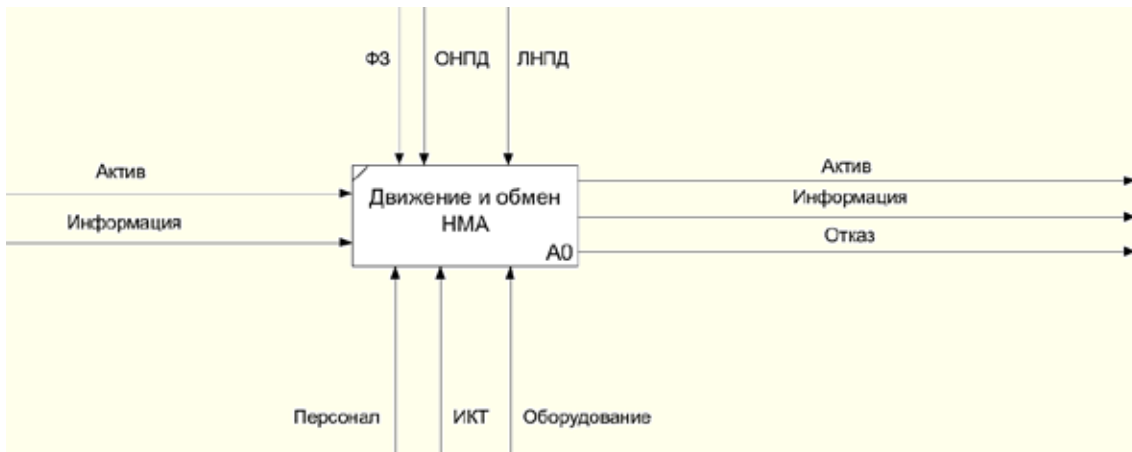 ФЗ
ОНПД
ЛНПД
Актив
Информация
Движение и обмен
НМА
А0
Актив
Информация
Отказ
Персонал
ИКТ
Оборудование